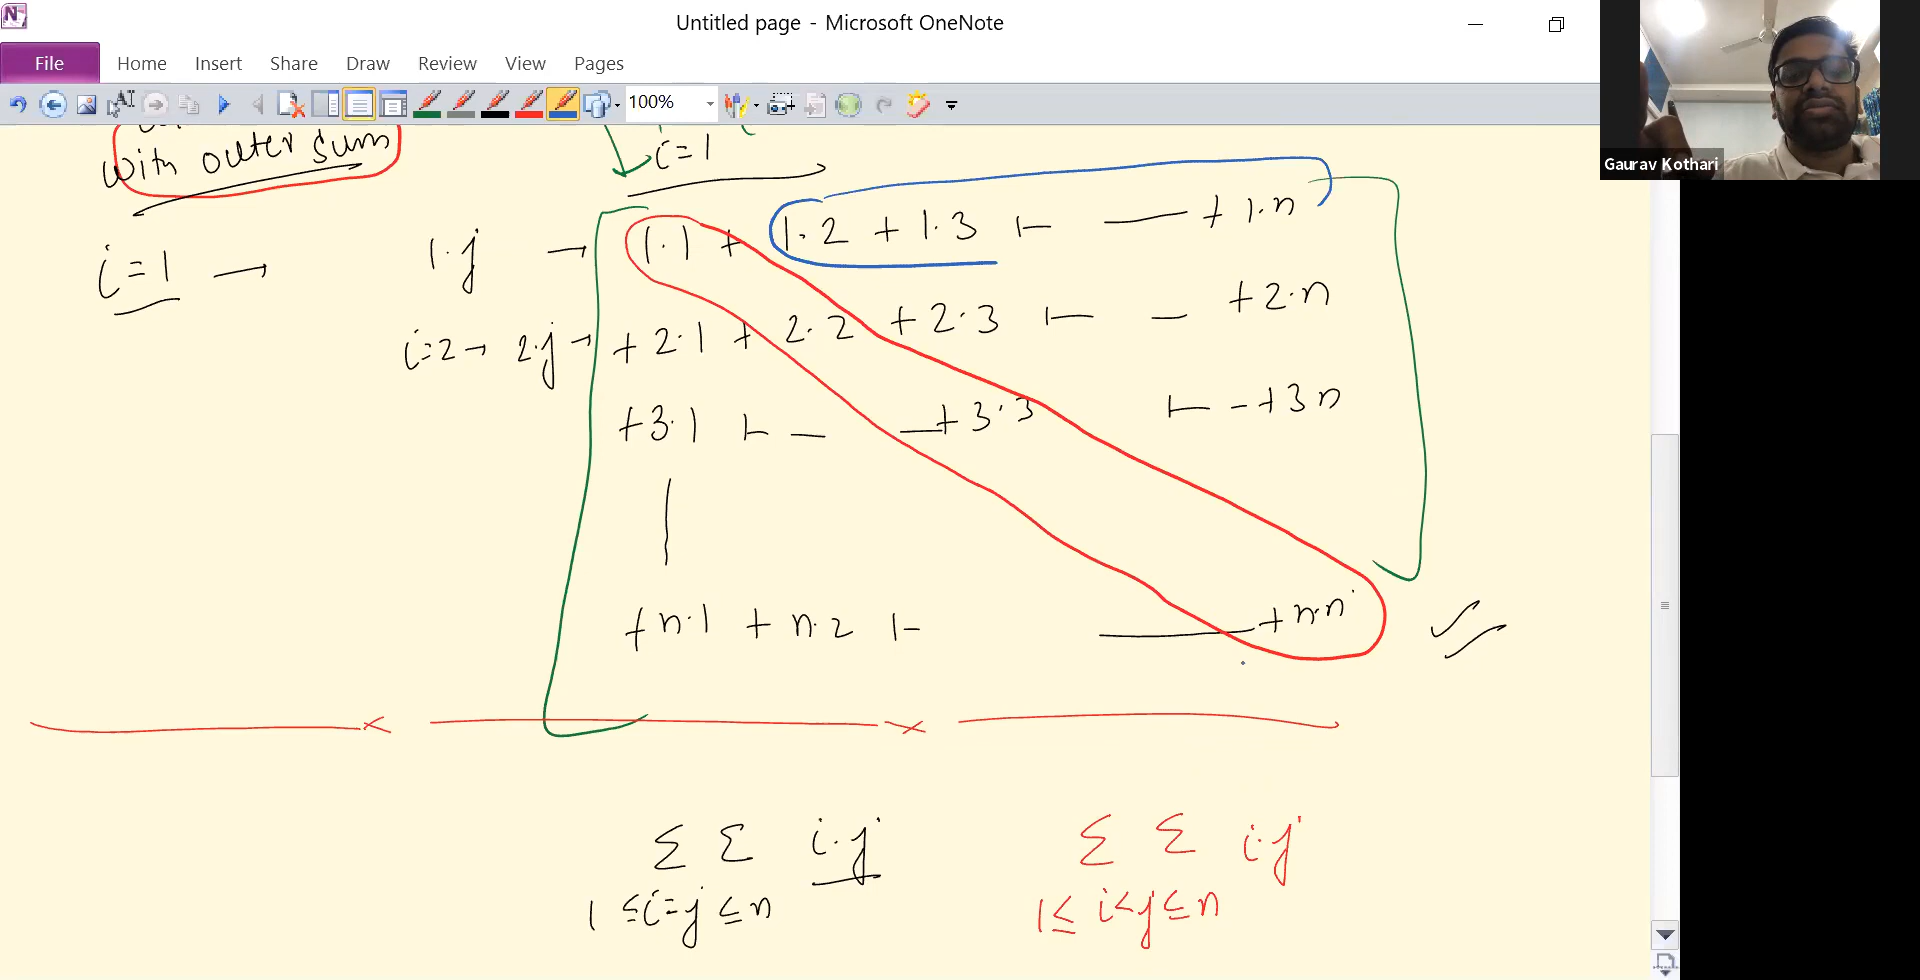 Untitled page - Microsoft OneNote
File Home Insert Share Draw Review View Pages
100%
Gaurav Kothari
with outer sum
i=1
i=1 → 1·j → 1·1 + 1·2 + 1·3 + — + 1·n
i=2 → 2·j → + 2·1 + 2·2 + 2·3 + — — +2·n
+3·1 + — — +3·3 + - +3n
|
+n·1 + n·2 + — +n·n
Σ Σ i·j Σ Σ i·j
1 ≤ i=j ≤ n 1 ≤ i<j ≤ n